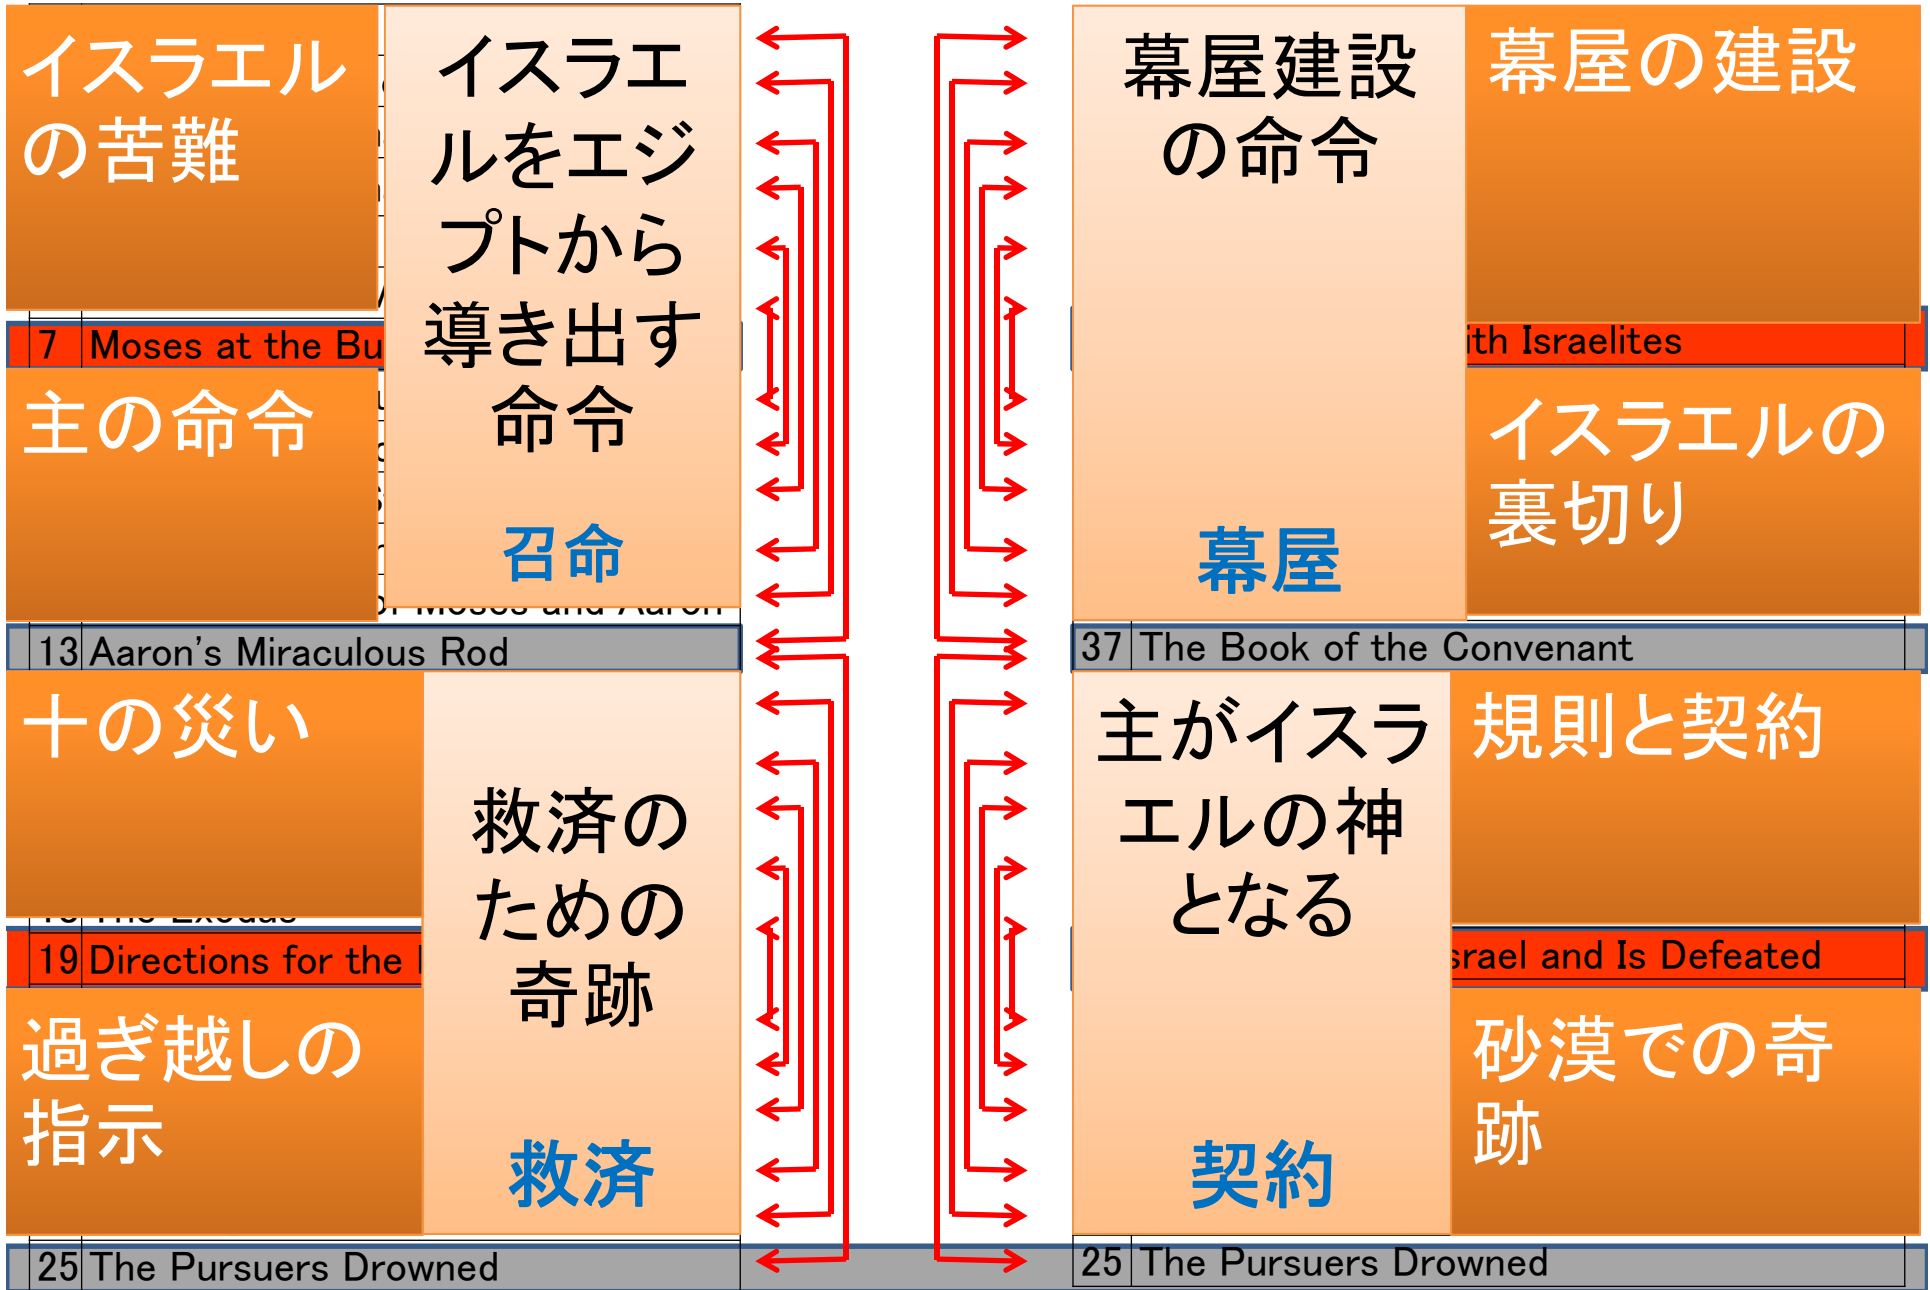 イスラエル
の苦難
イスラエ
ルをエジ
プトから
導き出す
命令
召命
7 Moses at the Bu
主の命令
of Moses and Aaron
13 Aaron's Miraculous Rod
十の災い
救済の
ための
奇跡
救済
The Exodus
19 Directions for the
過ぎ越しの
指示
25 The Pursuers Drowned
幕屋建設
の命令
幕屋
幕屋の建設
ith Israelites
イスラエルの
裏切り
37 The Book of the Convenant
主がイスラ
エルの神
となる
契約
規則と契約
srael and Is Defeated
砂漠での奇
跡
25 The Pursuers Drowned